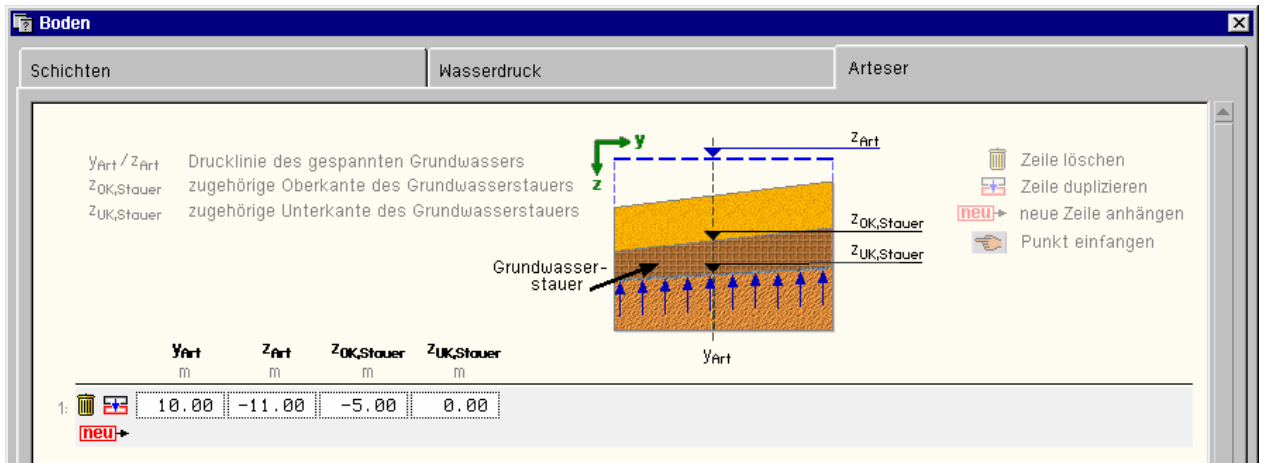 Boden
Schichten
Wasserdruck
Arteser
yArt / zArt Drucklinie des gespannten Grundwassers
zOK,Stauer zugehörige Oberkante des Grundwasserstauers
zUK,Stauer zugehörige Unterkante des Grundwasserstauers
y
z
zArt
zOK,Stauer
zUK,Stauer
Grundwasser-
stauer
yArt
Zeile löschen
Zeile duplizieren
neu neue Zeile anhängen
Punkt einfangen
yArt zArt zOK,Stauer zUK,Stauer
m m m m
1: 10.00 -11.00 -5.00 0.00
neu